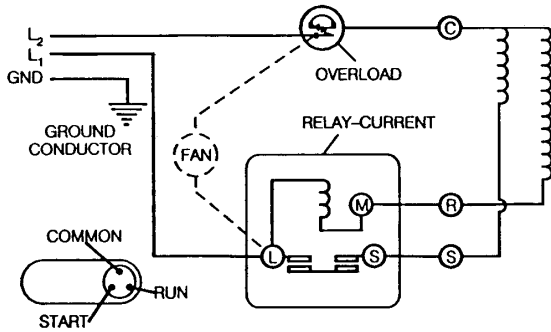 L2
L1
GND
GROUND
CONDUCTOR
OVERLOAD
C
FAN
RELAY-CURRENT
M
R
L
S
S
COMMON
RUN
START